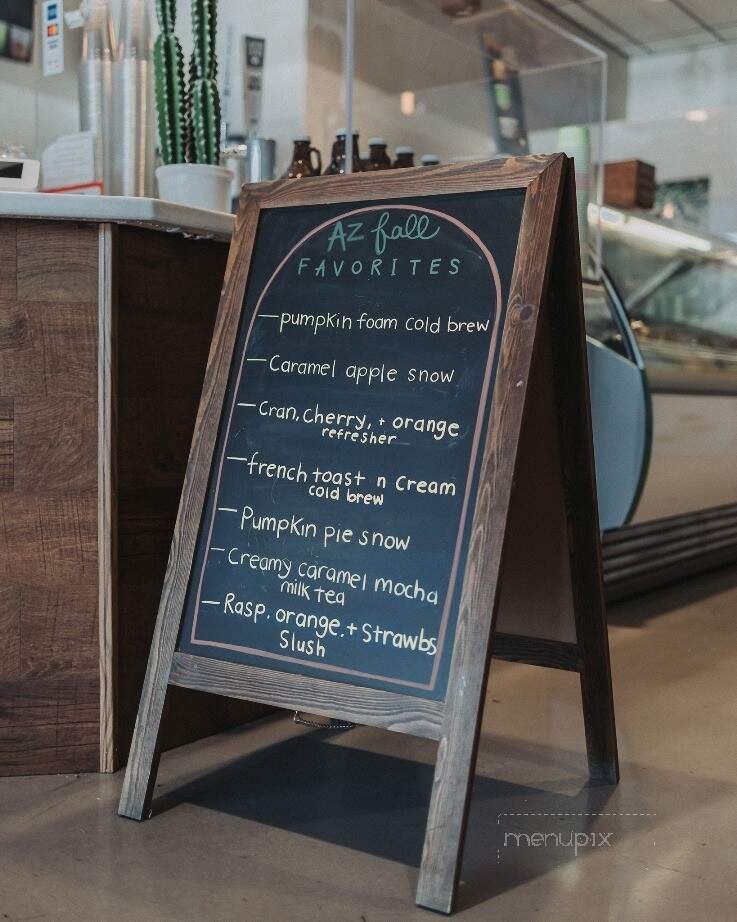 AZ fall
FAVORITES
—pumpkin foam cold brew
—Caramel apple snow
—Cran, Cherry, + orange
refresher
—french toast n cream
cold brew
—Pumpkin pie snow
—Creamy caramel mocha
milk tea
—Rasp. orange. + Strawbs
Slush
menupix